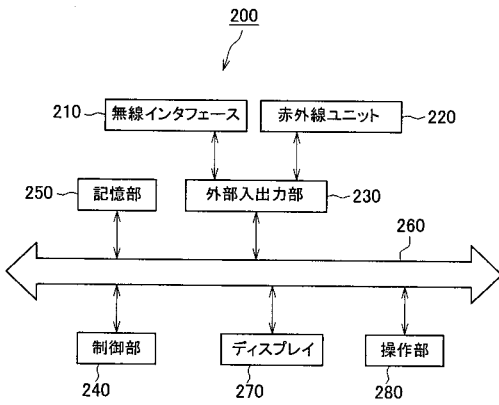 200
210 無線インタフェース 赤外線ユニット 220
250 記憶部 外部入出力部 230
260
制御部 ディスプレイ 操作部
240 270 280